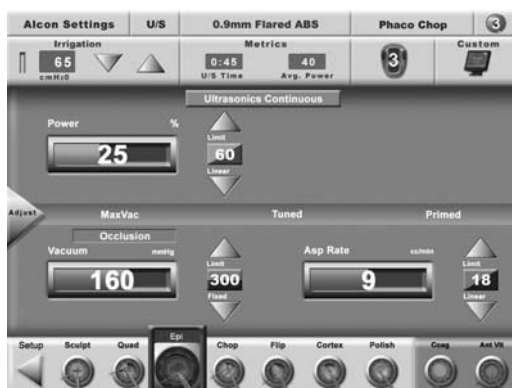 Alcon Settings U/S 0.9mm Flared ABS Phaco Chop 3
Irrigation
65
cmH₂0
Metrics
0:45 40
U/S Time Avg. Power
3
Custom
Ultrasonics Continuous
Power %
25
Limit
60
Linear
Adjust
MaxVac Tuned Primed
Occlusion
Vacuum mmHg
160
Limit
300
Fixed
Asp Rate cc/min
9
Limit
18
Linear
Setup Sculpt Quad Epi Chop Flip Cortex Polish Coag Ant Vit